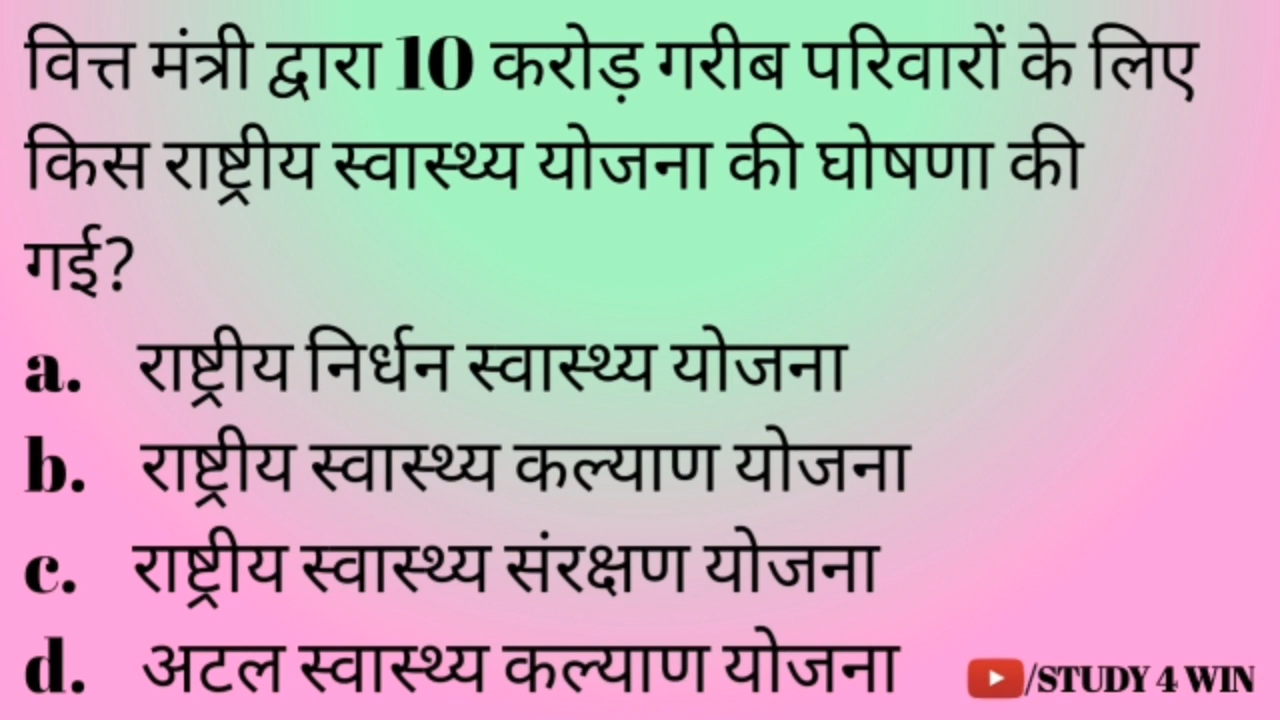 वित्त मंत्री द्वारा 10 करोड़ गरीब परिवारों के लिए
किस राष्ट्रीय स्वास्थ्य योजना की घोषणा की
गई?
a. राष्ट्रीय निर्धन स्वास्थ्य योजना
b. राष्ट्रीय स्वास्थ्य कल्याण योजना
c. राष्ट्रीय स्वास्थ्य संरक्षण योजना
d. अटल स्वास्थ्य कल्याण योजना
/STUDY 4 WIN